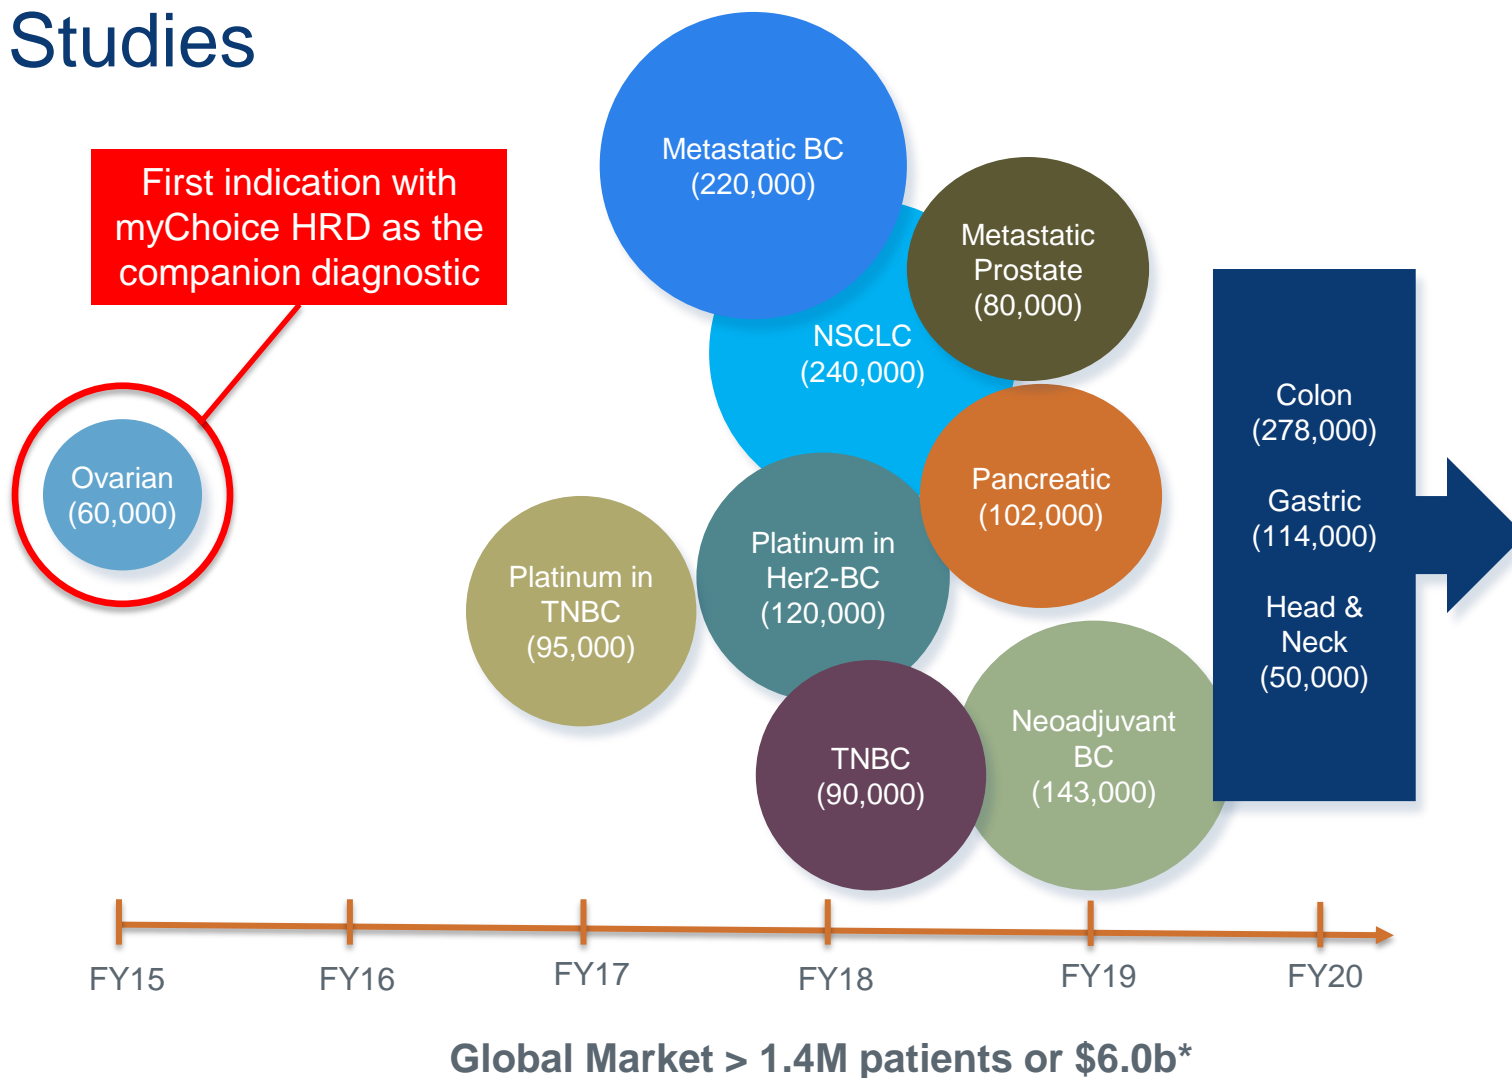 Studies
First indication with
myChoice HRD as the
companion diagnostic
Metastatic BC
(220,000)
Metastatic
Prostate
(80,000)
NSCLC
(240,000)
Ovarian
(60,000)
Pancreatic
(102,000)
Platinum in
Her2-BC
(120,000)
Platinum in
TNBC
(95,000)
TNBC
(90,000)
Neoadjuvant
BC
(143,000)
Colon
(278,000)
Gastric
(114,000)
Head &
Neck
(50,000)
FY15
FY16
FY17
FY18
FY19
FY20
Global Market > 1.4M patients or $6.0b*